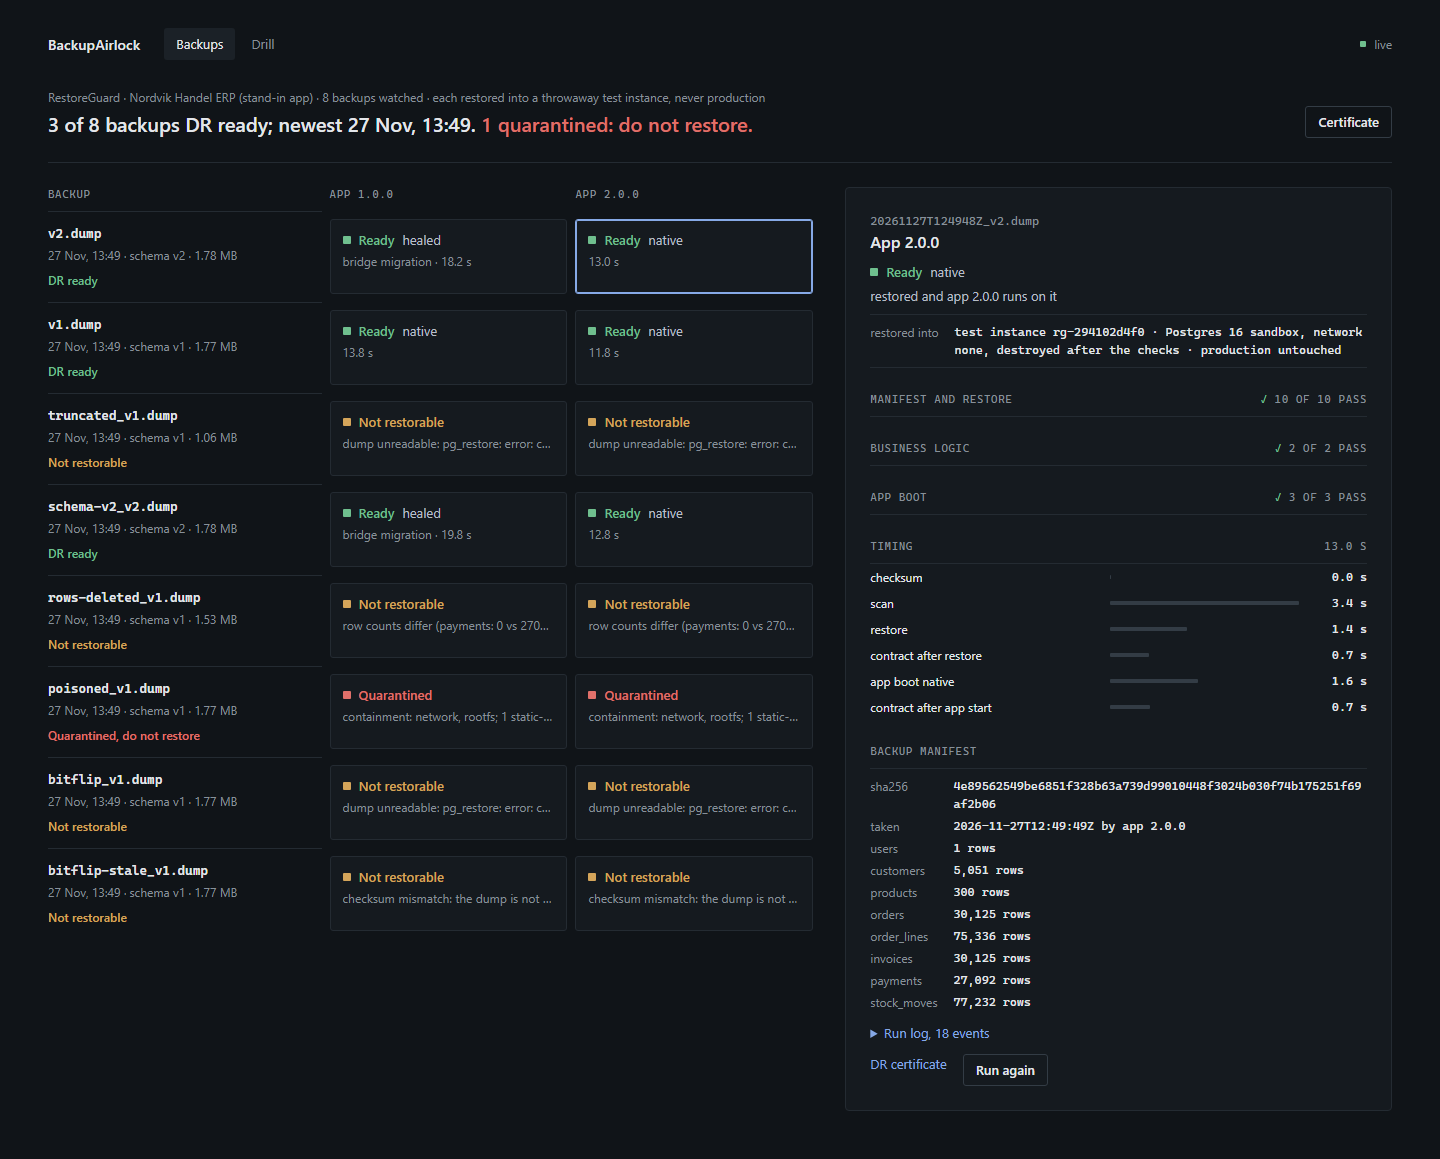 BackupAirlock
Backups
Drill
live
RestoreGuard · Nordvik Handel ERP (stand-in app) · 8 backups watched · each restored into a throwaway test instance, never production
3 of 8 backups DR ready; newest 27 Nov, 13:49. 1 quarantined: do not restore.
Certificate
BACKUP
APP 1.0.0
APP 2.0.0
v2.dump
27 Nov, 13:49 · schema v2 · 1.78 MB
DR ready
Ready healed
bridge migration · 18.2 s
Ready native
13.0 s
v1.dump
27 Nov, 13:49 · schema v1 · 1.77 MB
DR ready
Ready native
13.8 s
Ready native
11.8 s
truncated_v1.dump
27 Nov, 13:49 · schema v1 · 1.06 MB
Not restorable
Not restorable
dump unreadable: pg_restore: error: c...
Not restorable
dump unreadable: pg_restore: error: c...
schema-v2_v2.dump
27 Nov, 13:49 · schema v2 · 1.78 MB
DR ready
Ready healed
bridge migration · 19.8 s
Ready native
12.8 s
rows-deleted_v1.dump
27 Nov, 13:49 · schema v1 · 1.53 MB
Not restorable
Not restorable
row counts differ (payments: 0 vs 270...
Not restorable
row counts differ (payments: 0 vs 270...
poisoned_v1.dump
27 Nov, 13:49 · schema v1 · 1.77 MB
Quarantined, do not restore
Quarantined
containment: network, rootfs; 1 static-...
Quarantined
containment: network, rootfs; 1 static-...
bitflip_v1.dump
27 Nov, 13:49 · schema v1 · 1.77 MB
Not restorable
Not restorable
dump unreadable: pg_restore: error: c...
Not restorable
dump unreadable: pg_restore: error: c...
bitflip-stale_v1.dump
27 Nov, 13:49 · schema v1 · 1.77 MB
Not restorable
Not restorable
checksum mismatch: the dump is not ...
Not restorable
checksum mismatch: the dump is not ...
20261127T124948Z_v2.dump
App 2.0.0
Ready native
restored and app 2.0.0 runs on it
restored into test instance rg-294102d4f0 · Postgres 16 sandbox, network
none, destroyed after the checks · production untouched
MANIFEST AND RESTORE ✓ 10 OF 10 PASS
BUSINESS LOGIC ✓ 2 OF 2 PASS
APP BOOT ✓ 3 OF 3 PASS
TIMING 13.0 S
checksum 0.0 s
scan 3.4 s
restore 1.4 s
contract after restore 0.7 s
app boot native 1.6 s
contract after app start 0.7 s
BACKUP MANIFEST
sha256 4e89562549be6851f328b63a739d99010448f3024b030f74b175251f69
af2b06
taken 2026-11-27T12:49:49Z by app 2.0.0
users 1 rows
customers 5,051 rows
products 300 rows
orders 30,125 rows
order_lines 75,336 rows
invoices 30,125 rows
payments 27,092 rows
stock_moves 77,232 rows
▶ Run log, 18 events
DR certificate
Run again